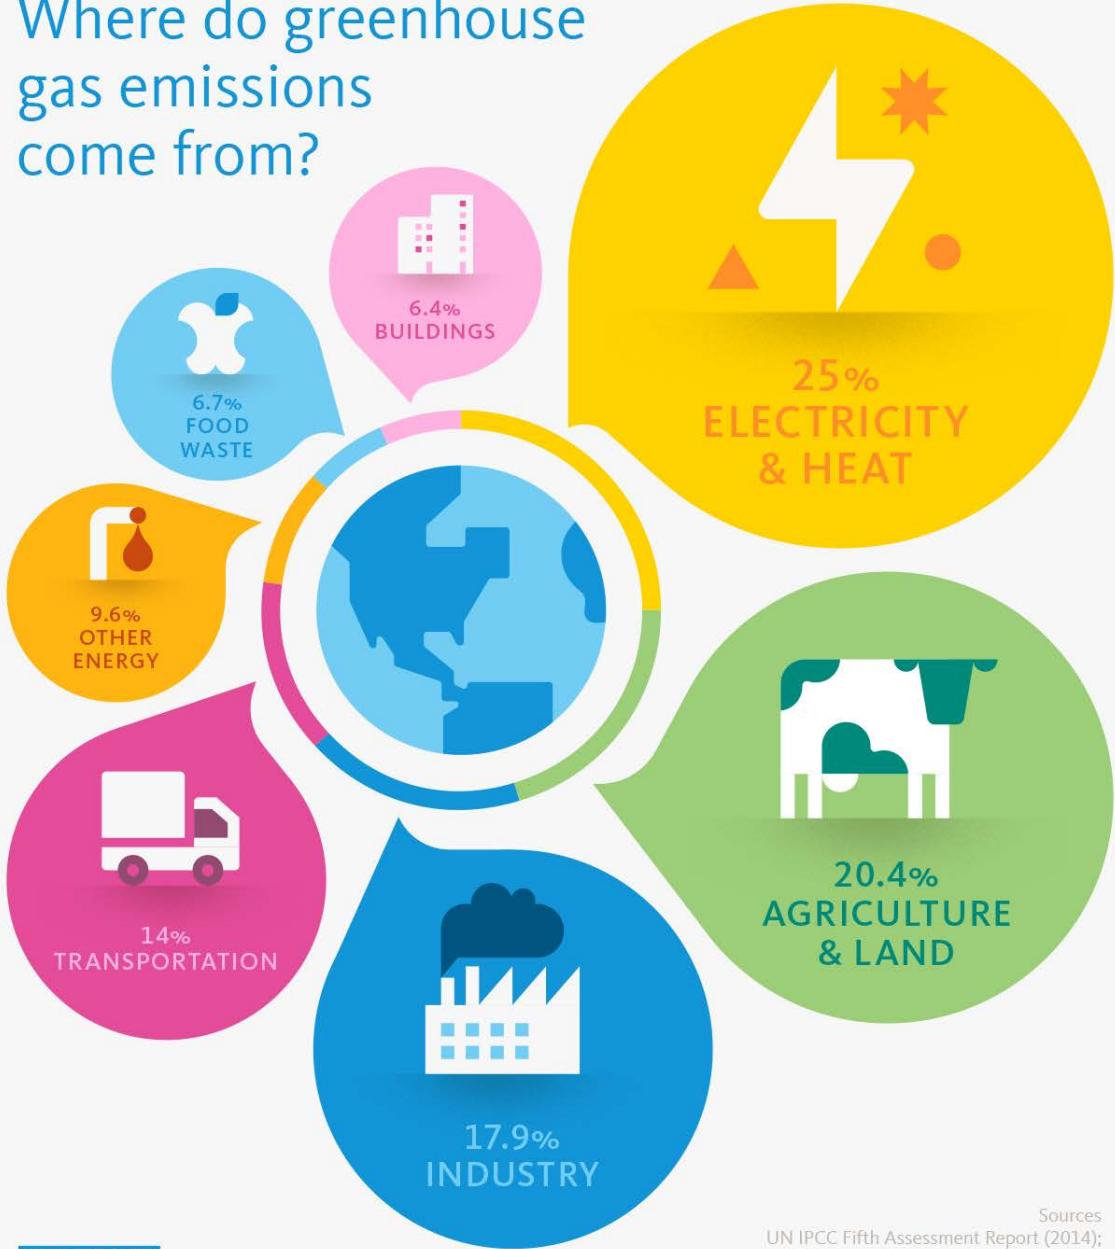 Where do greenhouse
gas emissions
come from?
6.4%
BUILDINGS
25%
ELECTRICITY
& HEAT
6.7%
FOOD
WASTE
9.6%
OTHER
ENERGY
20.4%
AGRICULTURE
& LAND
14%
TRANSPORTATION
17.9%
INDUSTRY
Sources
UN IPCC Fifth Assessment Report (2014);